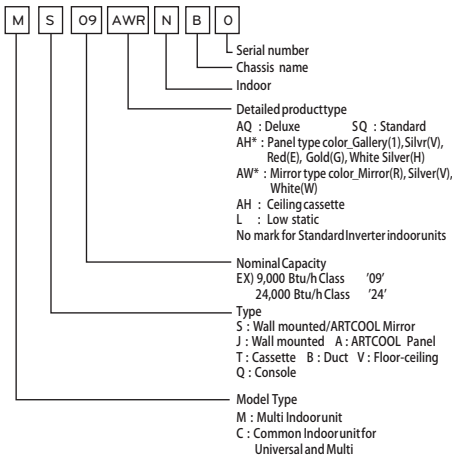 M S 09 AWR N B 0
Serial number
Chassis name
Indoor
Detailed producttype
AQ : Deluxe SQ : Standard
AH* : Panel type color_Gallery(1),Silvr(V),
Red(E), Gold(G), White Silver(H)
AW* : Mirror type color_Mirror(R), Silver(V),
White(W)
AH : Ceiling cassette
L : Low static
No mark for Standard Inverter indoor units
Nominal Capacity
EX) 9,000 Btu/h Class '09'
24,000 Btu/h Class '24'
Type
S : Wall mounted/ARTCOOL Mirror
J : Wall mounted A : ARTCOOL Panel
T : Cassette B : Duct V : Floor-ceiling
Q : Console
Model Type
M : Multi Indoor unit
C : Common Indoor unit for
Universal and Multi